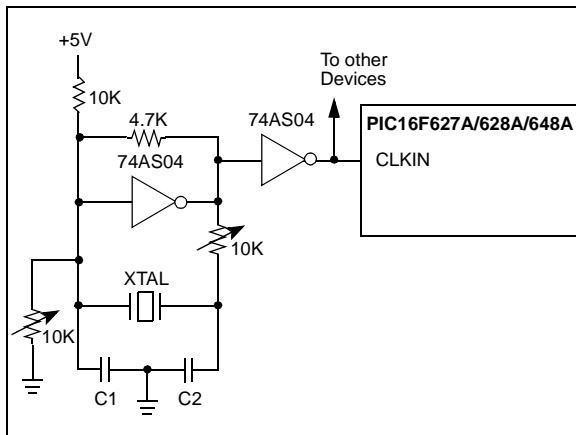 +5V
To other
Devices
10K
4.7K
74AS04
74AS04
PIC16F627A/628A/648A
CLKIN
10K
XTAL
10K
C1
C2